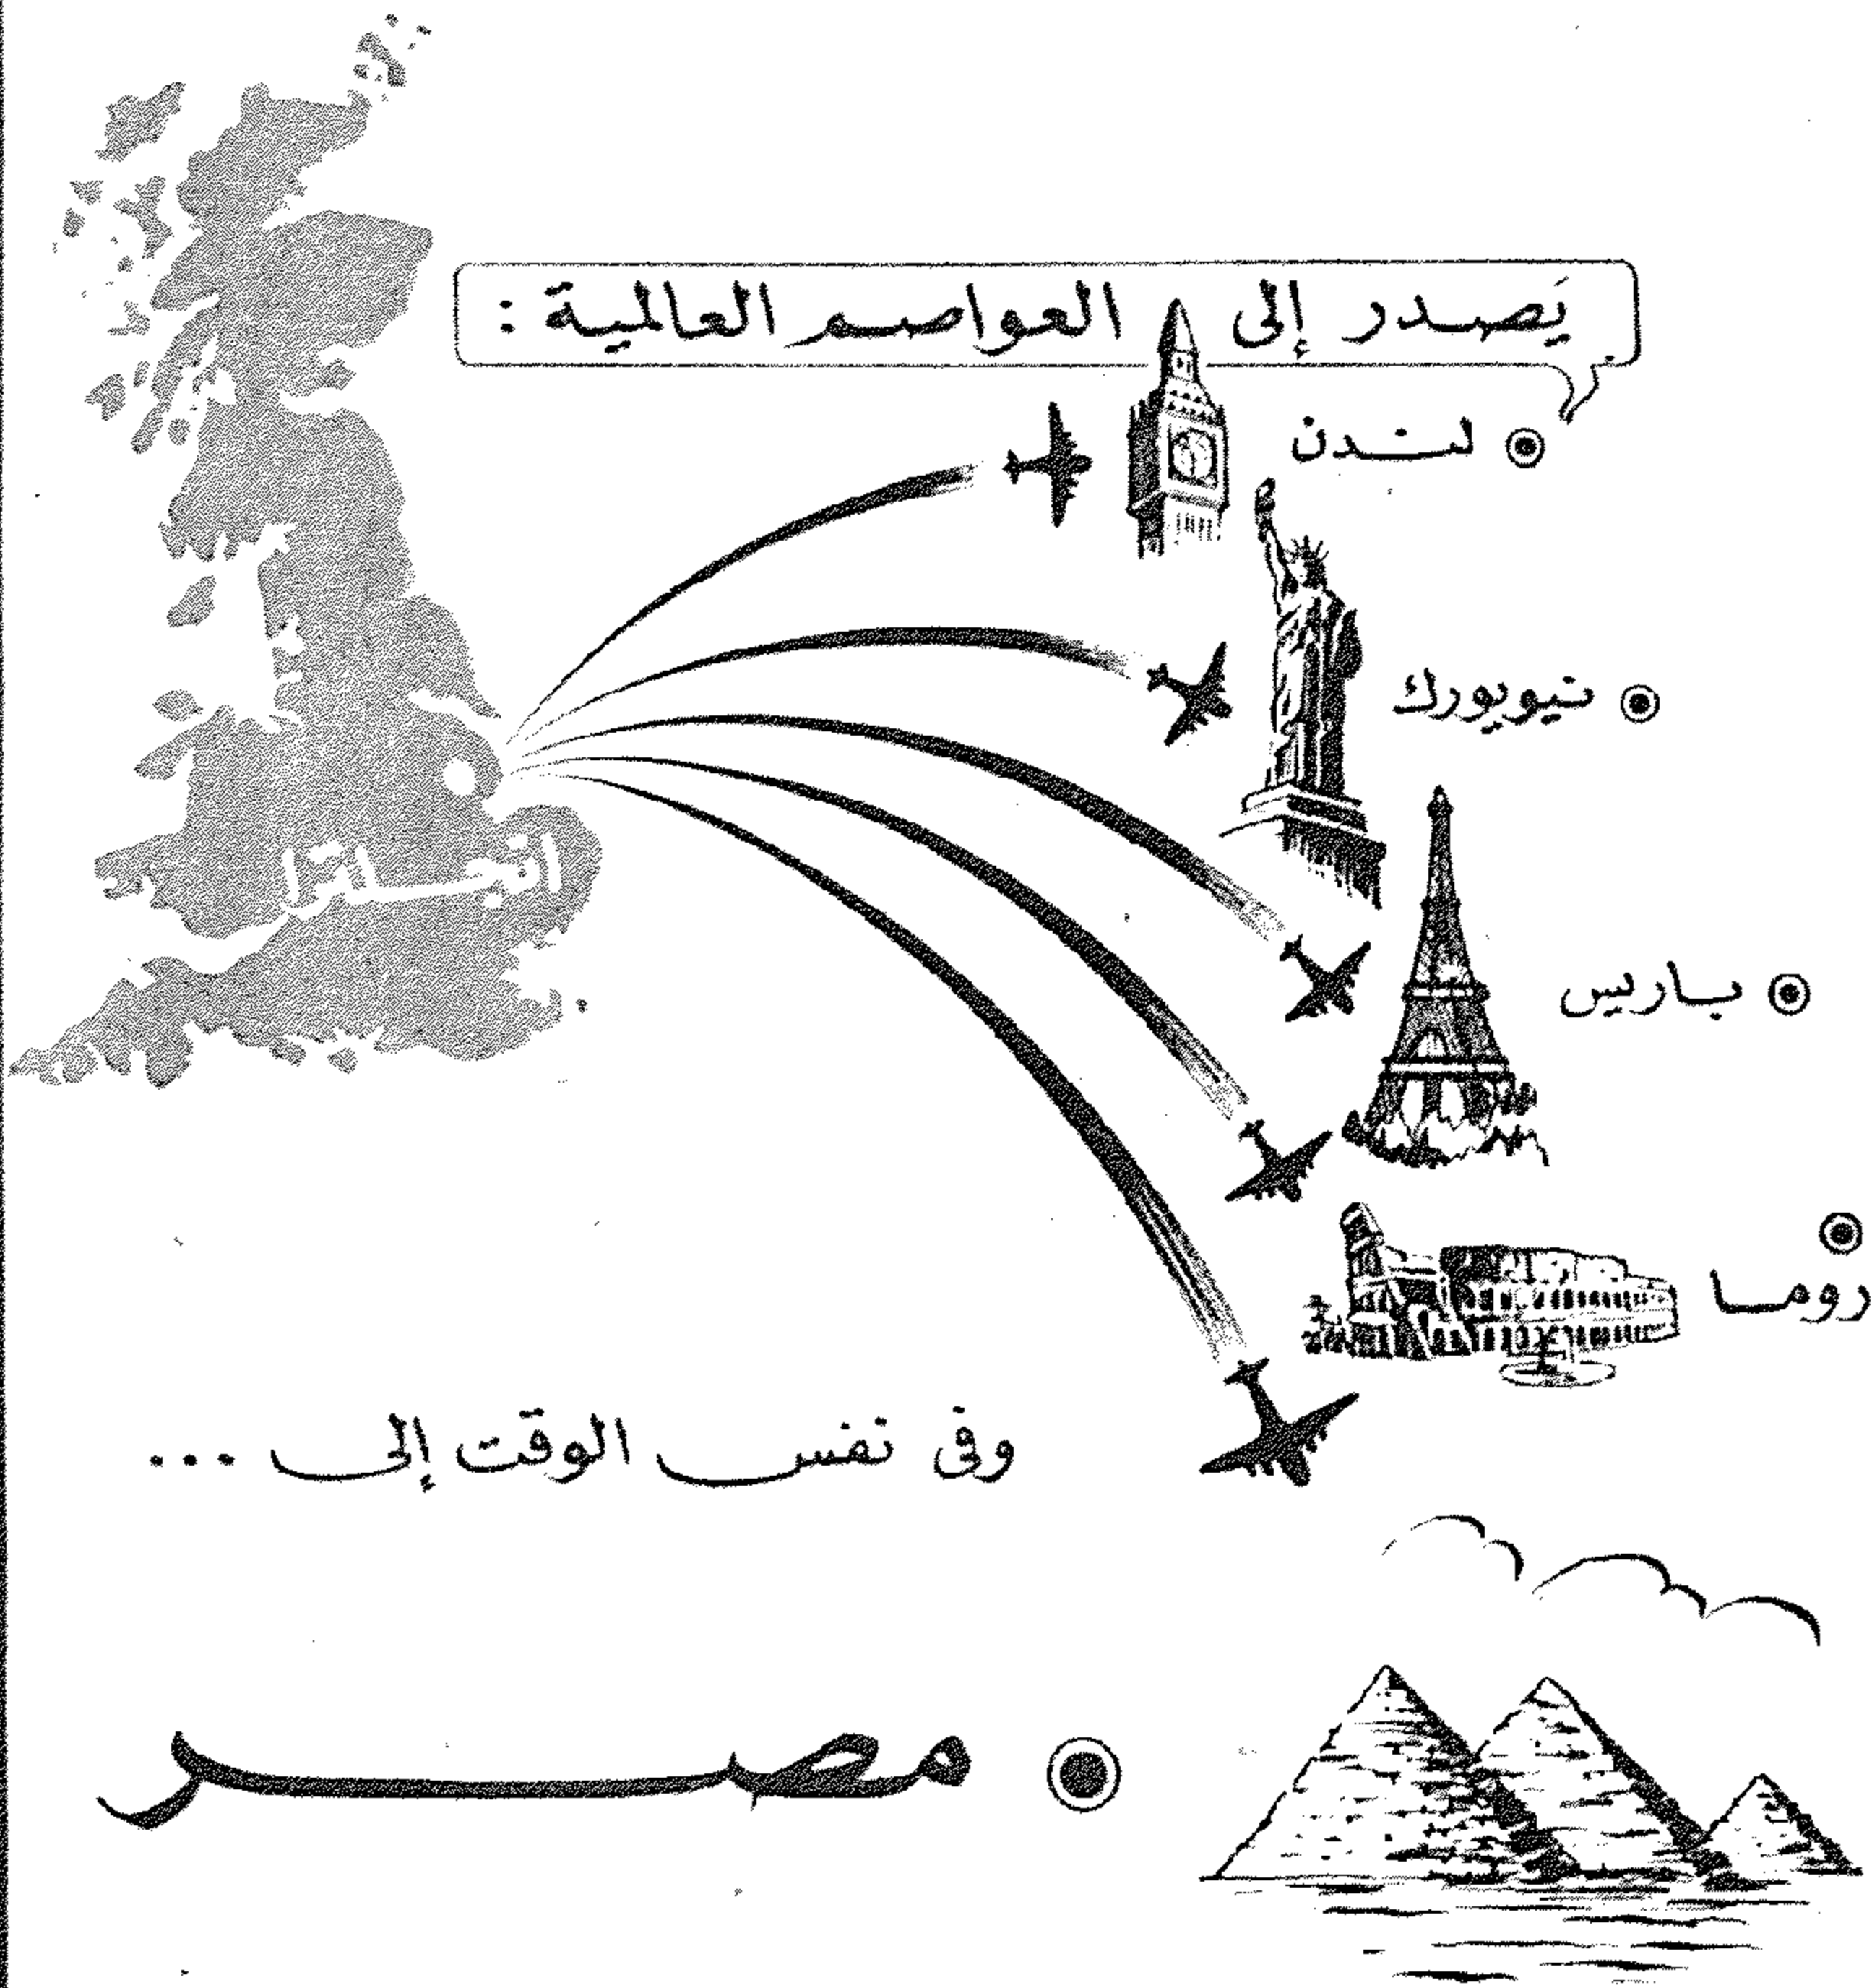 يَصدر إلى العواصم العالمية :
لندن
نيويورك
باريس
انجلترا
روما
وفى نفس الوقت إلى ...
مصر